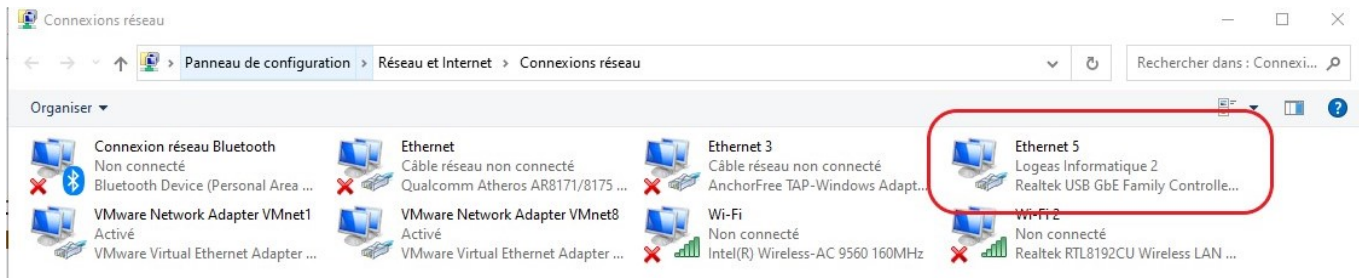 Connexions réseau
Panneau de configuration > Réseau et Internet > Connexions réseau
Rechercher dans : Connexi...
Organiser
Connexion réseau Bluetooth
Non connecté
Bluetooth Device (Personal Area ...
Ethernet
Câble réseau non connecté
Qualcomm Atheros AR8171/8175 ...
Ethernet 3
Câble réseau non connecté
AnchorFree TAP-Windows Adapt...
Ethernet 5
Logeas Informatique 2
Realtek USB GbE Family Controlle...
VMware Network Adapter VMnet1
Activé
VMware Virtual Ethernet Adapter ...
VMware Network Adapter VMnet8
Activé
VMware Virtual Ethernet Adapter ...
Wi-Fi
Non connecté
Intel(R) Wireless-AC 9560 160MHz
Wi-Fi 2
Non connecté
Realtek RTL8192CU Wireless LAN ...